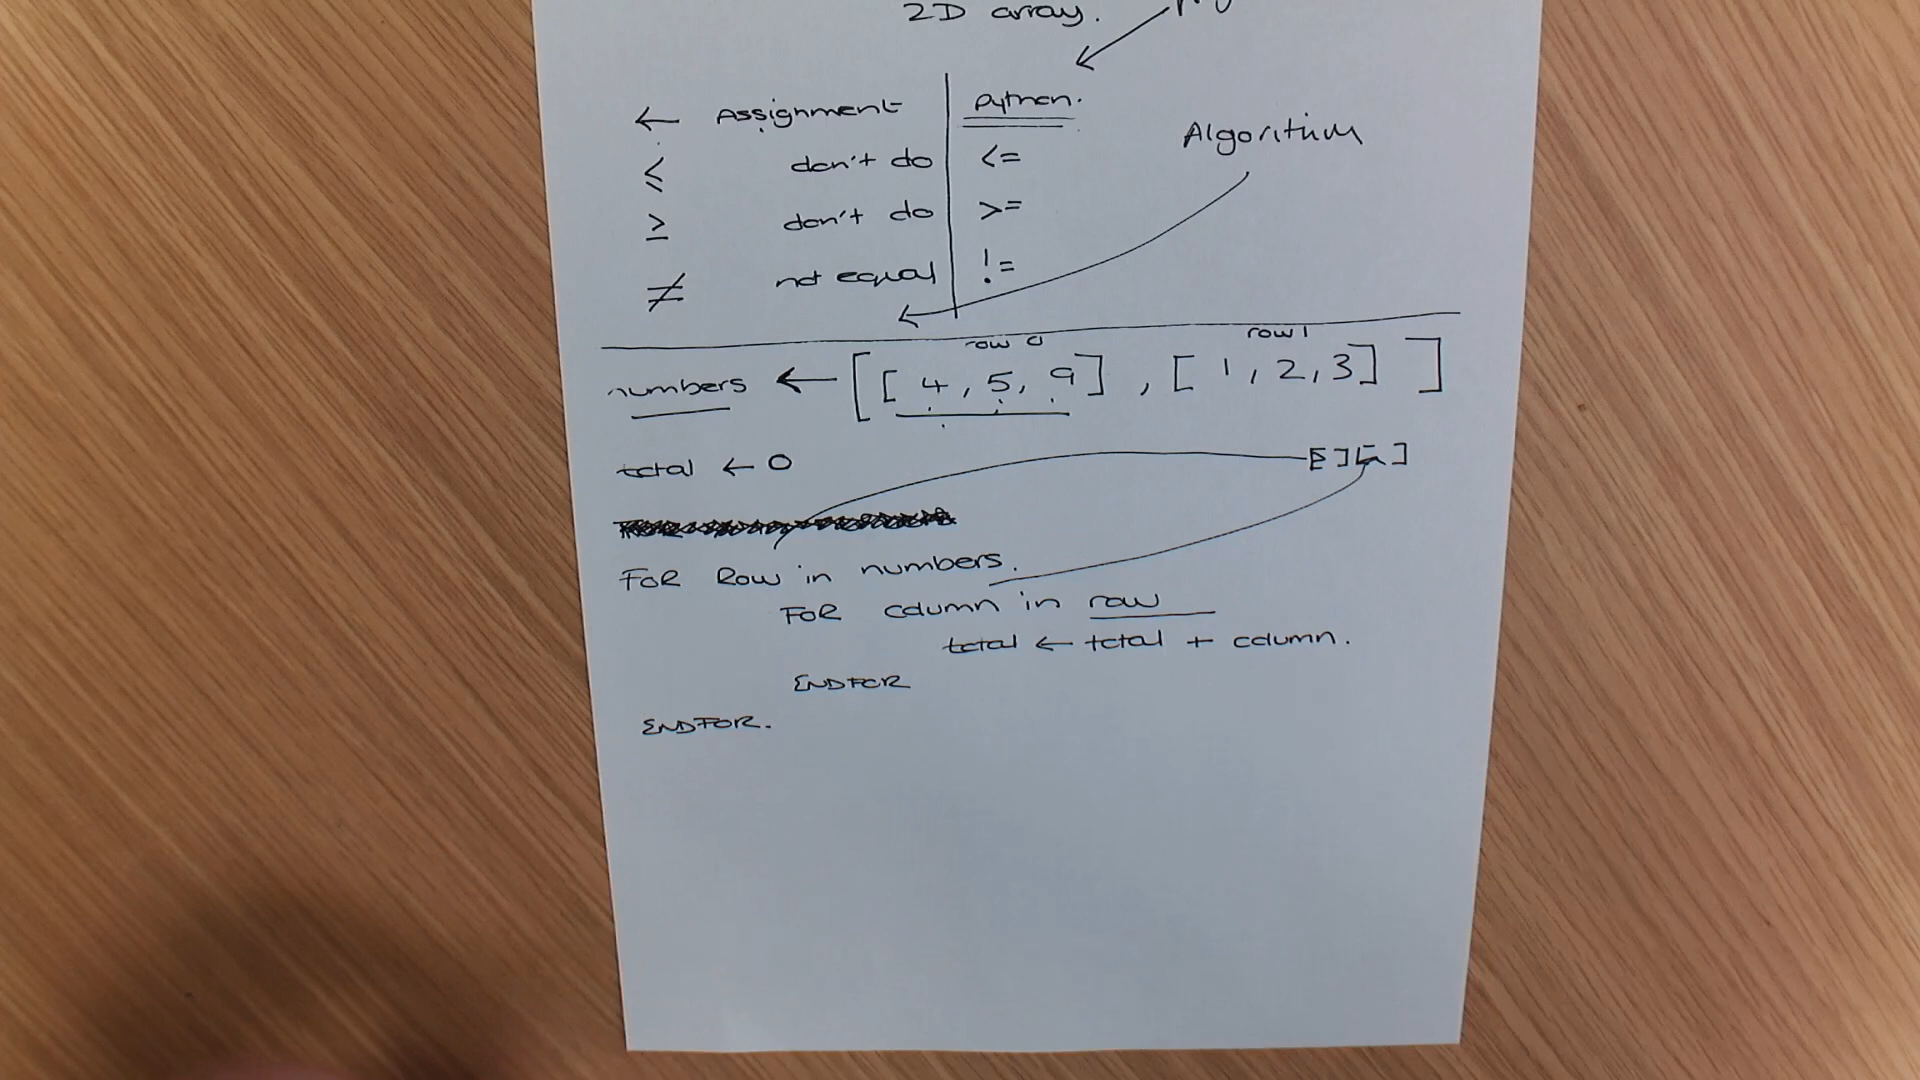 2D array.
← Assignment Python.
≤ don't do <=
≥ don't do >=
≠ not equal !=
Algorithm
row 0 row 1
numbers ← [[4, 5, 9], [1, 2, 3]]
total ← 0 [ ][ ]
FOR Row in numbers.
FOR column in row
total ← total + column.
ENDFOR
ENDFOR.